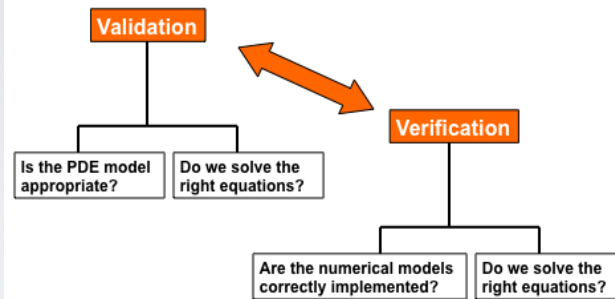 Validation
Verification
Is the PDE model
appropriate?
Do we solve the
right equations?
Are the numerical models
correctly implemented?
Do we solve the
right equations?